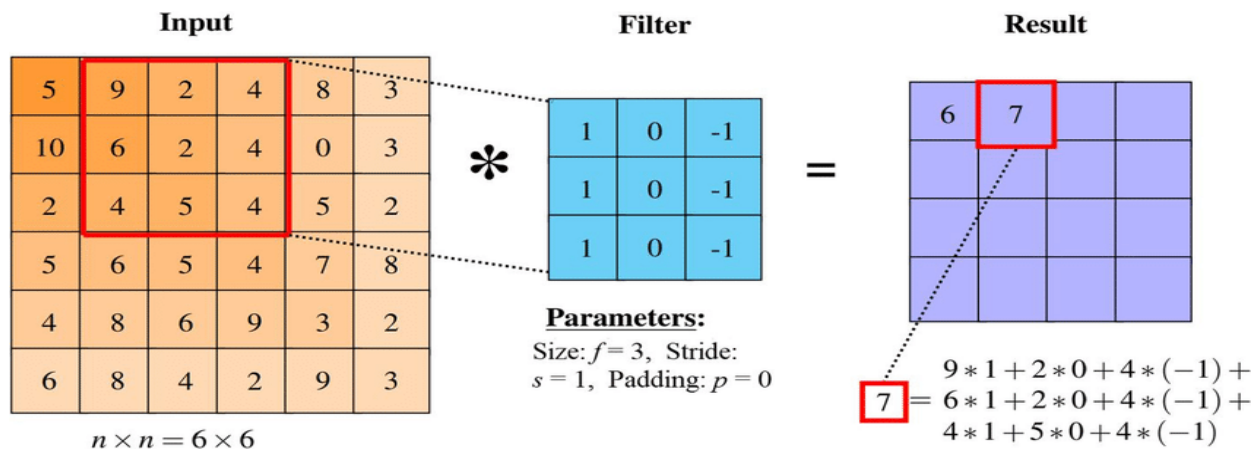 Input
5 9 2 4 8 3
10 6 2 4 0 3
2 4 5 4 5 2
5 6 5 4 7 8
4 8 6 9 3 2
6 8 4 2 9 3
n × n = 6 × 6
*
Filter
1 0 -1
1 0 -1
1 0 -1
Parameters:
Size: f = 3, Stride:
s = 1, Padding: p = 0
=
Result
6 7
9 * 1 + 2 * 0 + 4 * (−1) +
7 = 6 * 1 + 2 * 0 + 4 * (−1) +
4 * 1 + 5 * 0 + 4 * (−1)